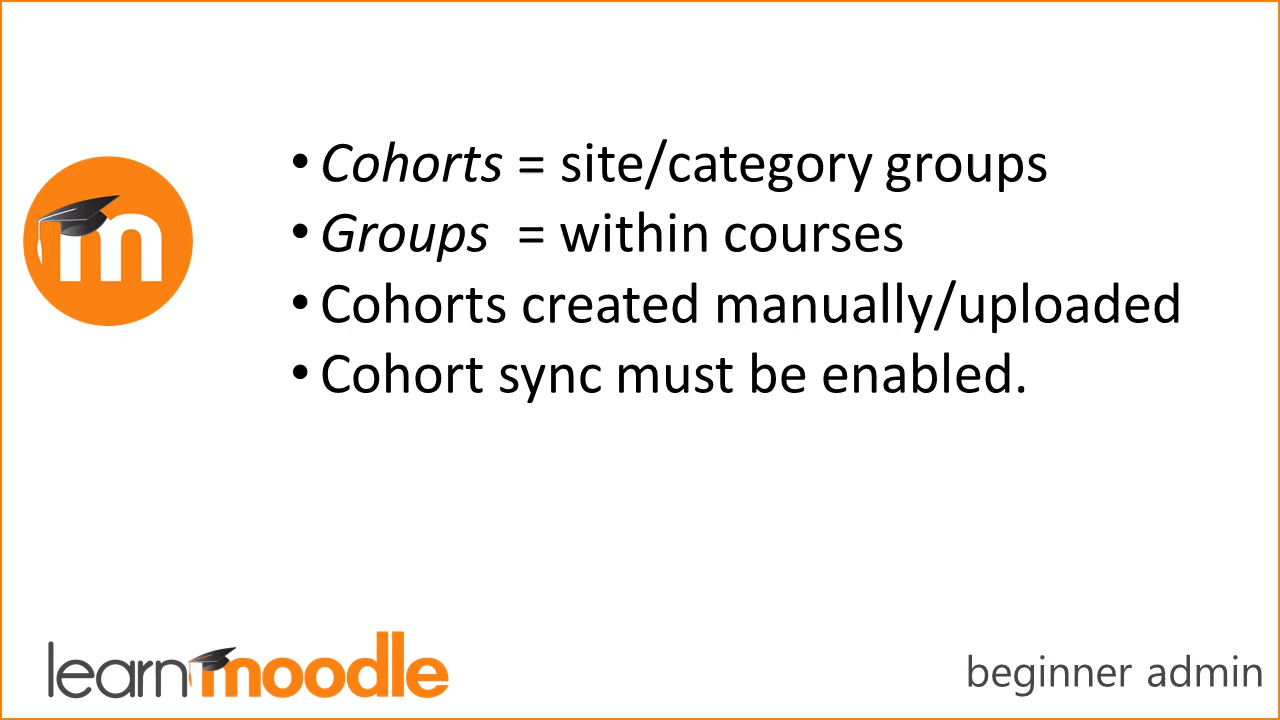 m
• Cohorts = site/category groups
• Groups = within courses
• Cohorts created manually/uploaded
• Cohort sync must be enabled.
learnmoodle
beginner admin